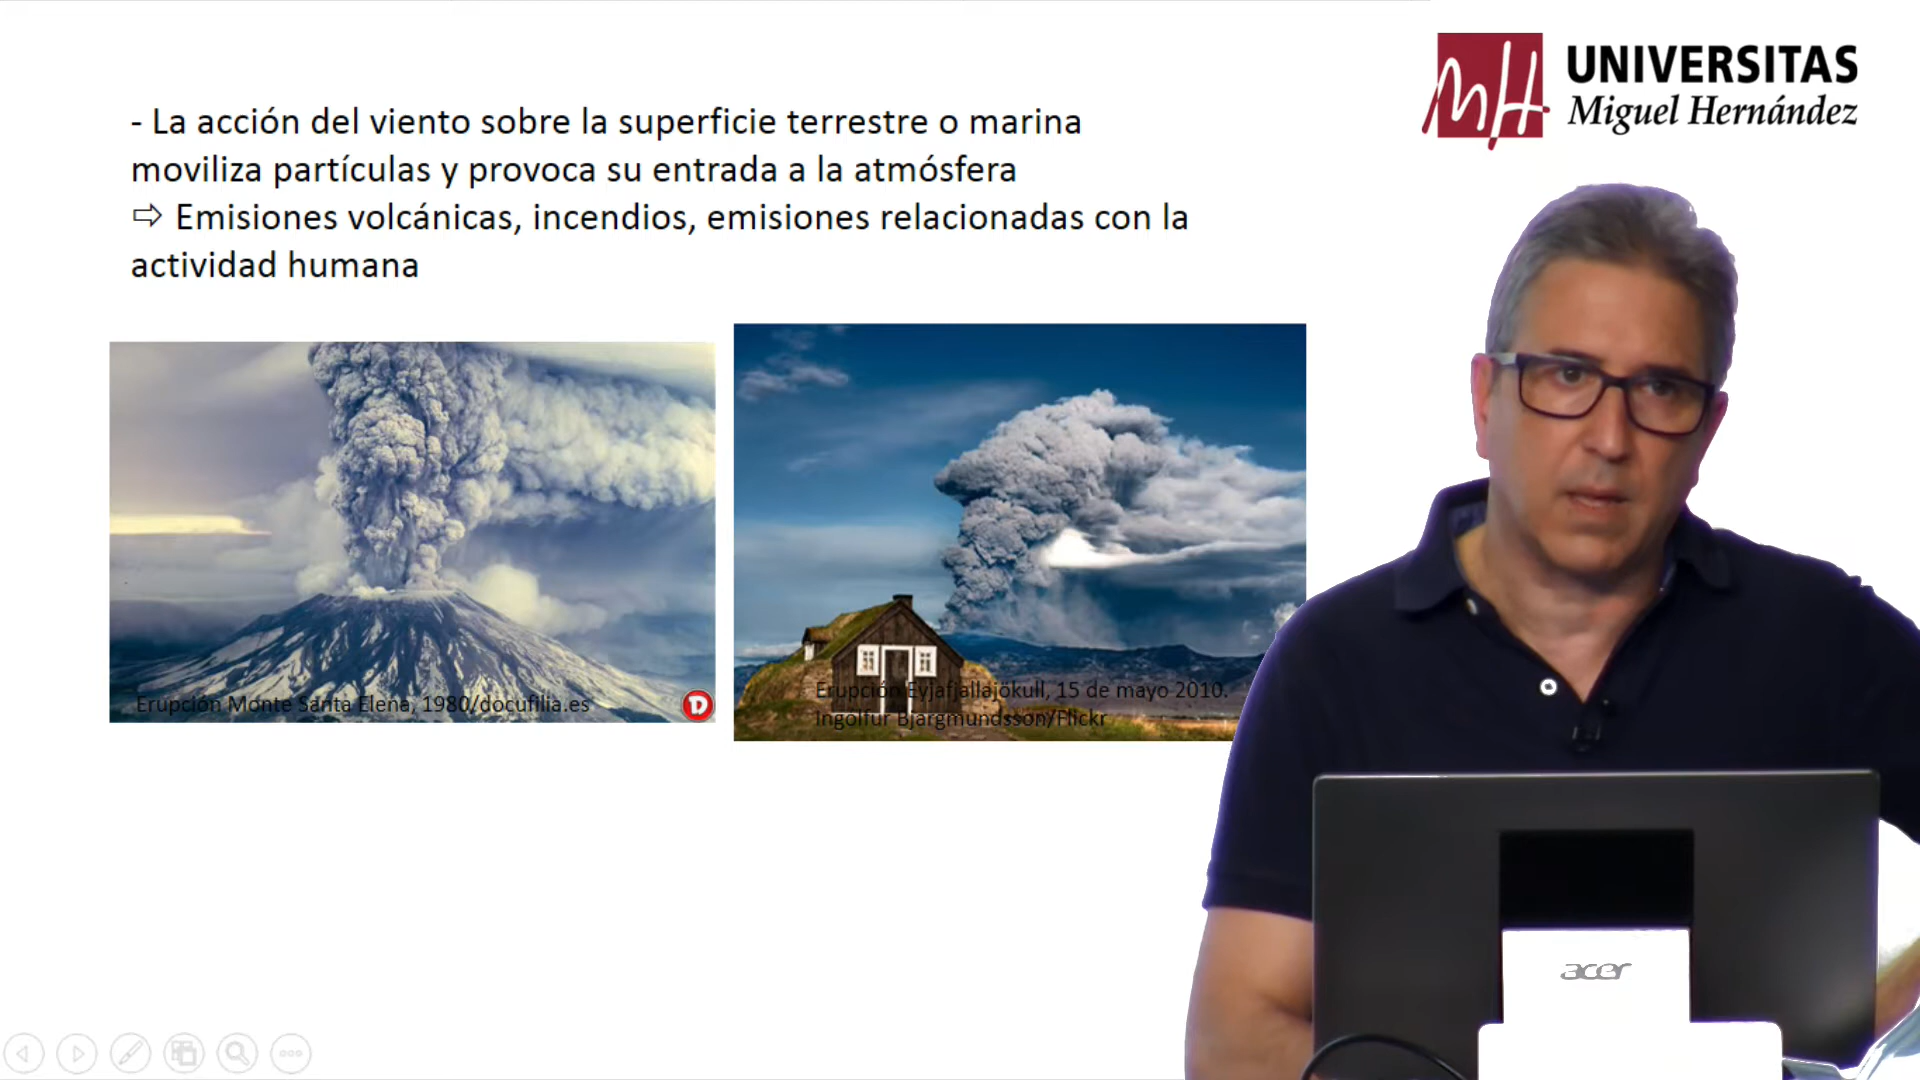 UNIVERSITAS
Miguel Hernández
- La acción del viento sobre la superficie terrestre o marina
moviliza partículas y provoca su entrada a la atmósfera
⇨ Emisiones volcánicas, incendios, emisiones relacionadas con la
actividad humana
Erupción Monte Santa Elena, 1980/docufilia.es
D
Erupción Eyjafjallajökull, 15 de mayo 2010.
Ingólfur Bjargmundsson/Flickr
acer